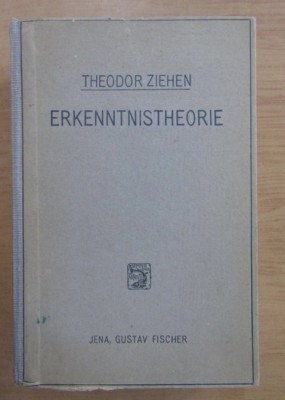 THEODOR ZIEHEN
ERKENNTNISTHEORIE
JENA, GUSTAV FISCHER